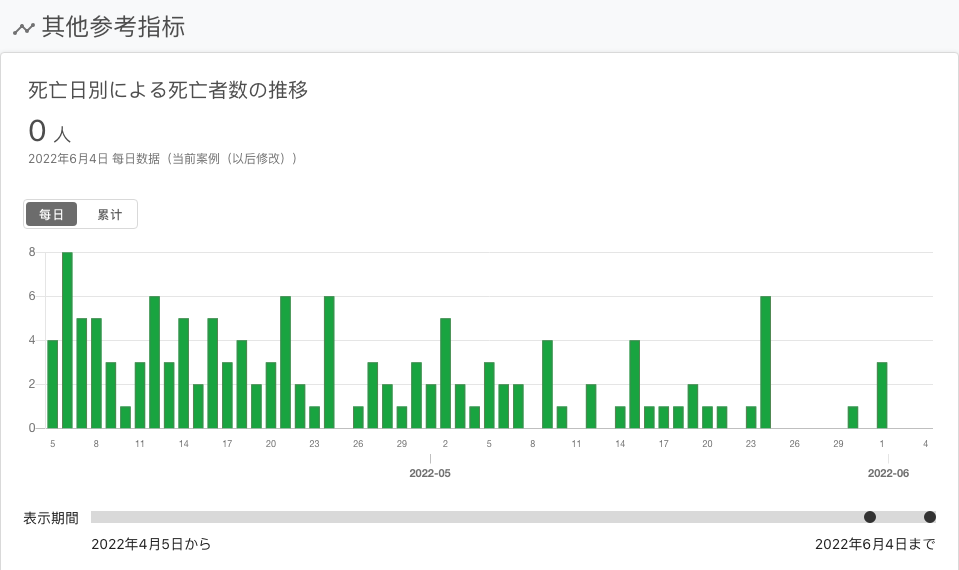 其他参考指标
死亡日別による死亡者数の推移
0 人
2022年6月4日 每日数据（当前案例（以后修改））
每日 累计
8
6
4
2
0
5 8 11 14 17 20 23 26 29 2 5 8 11 14 17 20 23 26 29 1 4
2022-05 2022-06
表示期間
2022年4月5日から 2022年6月4日まで